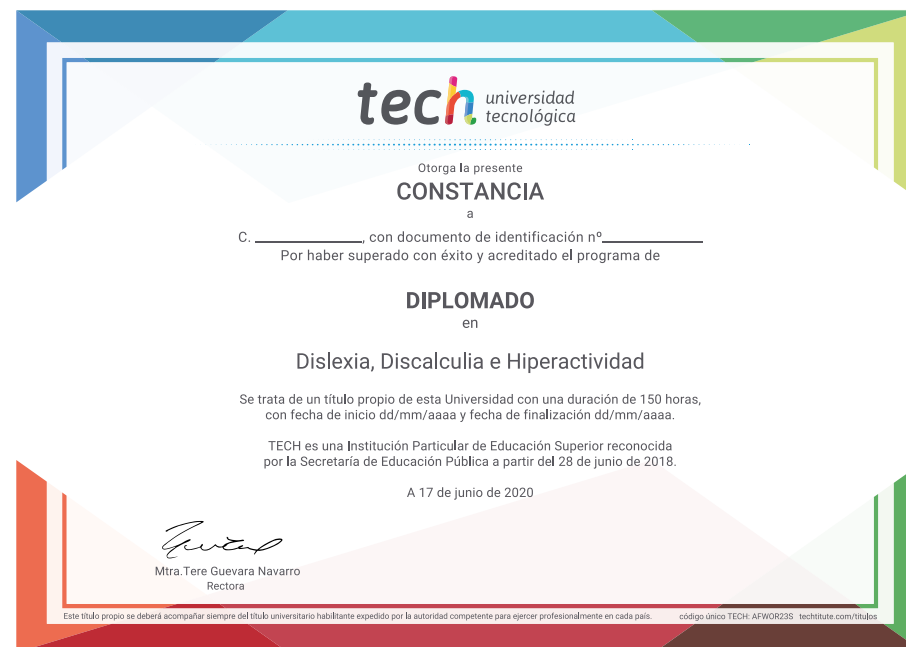 tech universidad
tecnológica
Otorga la presente
CONSTANCIA
a
C. ____________, con documento de identificación nº____________
Por haber superado con éxito y acreditado el programa de
DIPLOMADO
en
Dislexia, Discalculia e Hiperactividad
Se trata de un título propio de esta Universidad con una duración de 150 horas,
con fecha de inicio dd/mm/aaaa y fecha de finalización dd/mm/aaaa.
TECH es una Institución Particular de Educación Superior reconocida
por la Secretaría de Educación Pública a partir del 28 de junio de 2018.
A 17 de junio de 2020
Mtra.Tere Guevara Navarro
Rectora
Este título propio se deberá acompañar siempre del título universitario habilitante expedido por la autoridad competente para ejercer profesionalmente en cada país. código único TECH: AFWOR23S techtitute.com/titulos